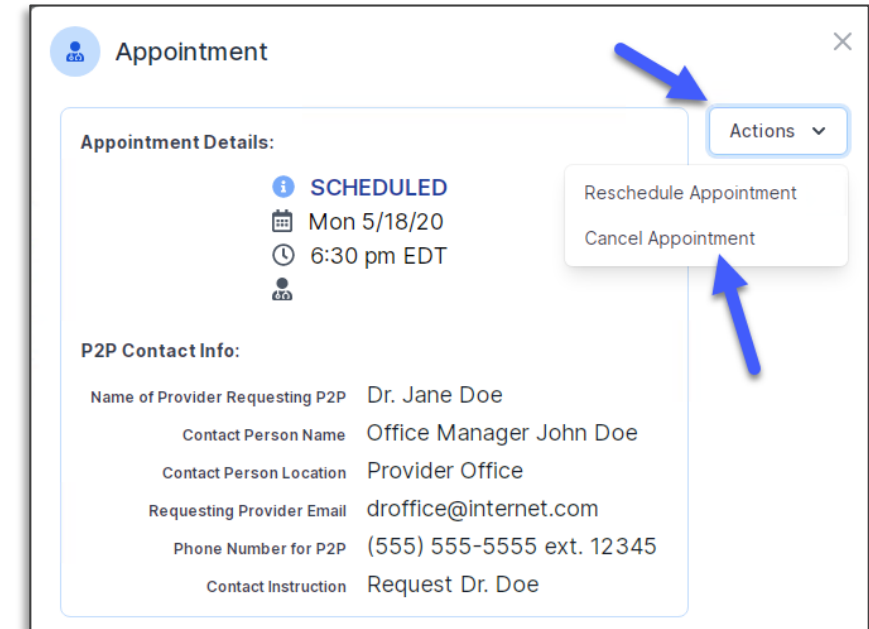 Appointment
Actions
Appointment Details:
SCHEDULED
Reschedule Appointment
Mon 5/18/20
Cancel Appointment
6:30 pm EDT
P2P Contact Info:
Name of Provider Requesting P2P Dr. Jane Doe
Contact Person Name Office Manager John Doe
Contact Person Location Provider Office
Requesting Provider Email droffice@internet.com
Phone Number for P2P (555) 555-5555 ext. 12345
Contact Instruction Request Dr. Doe